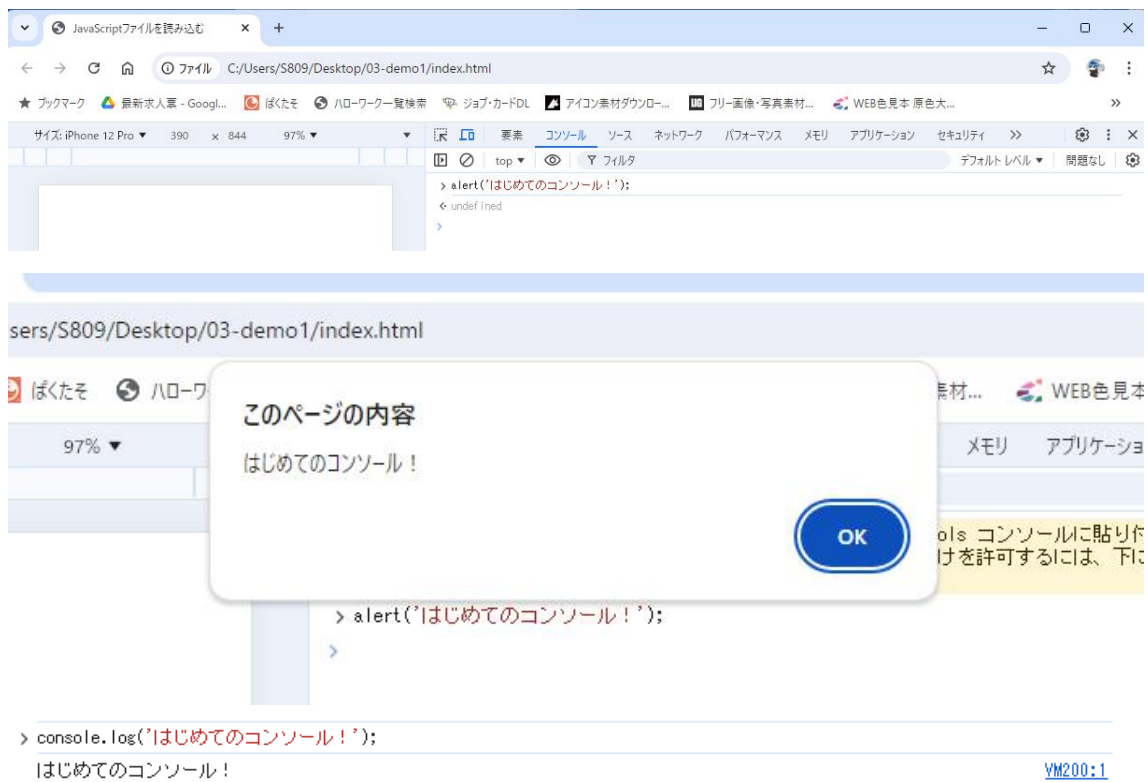 JavaScriptファイルを読み込む
ファイル C:/Users/S809/Desktop/03-demo1/index.html
ブックマーク 最新求人票 - Googl... ぱくたそ ハローワーク一覧検索 ジョブ・カードDL アイコン素材ダウンロー... フリー画像・写真素材... WEB色見本 原色大...
サイズ: iPhone 12 Pro 390 x 844 97% 要素 コンソール ソース ネットワーク パフォーマンス メモリ アプリケーション セキュリティ
top フィルタ デフォルト レベル 問題なし
> alert('はじめてのコンソール！');
undefined
sers/S809/Desktop/03-demo1/index.html
ぱくたそ ハローワ 素材... WEB色見本
このページの内容
97% メモリ アプリケーショ
はじめてのコンソール！
OK
ols コンソールに貼り付
けを許可するには、下に
> alert('はじめてのコンソール！');
> console.log('はじめてのコンソール！');
はじめてのコンソール！ VM200:1